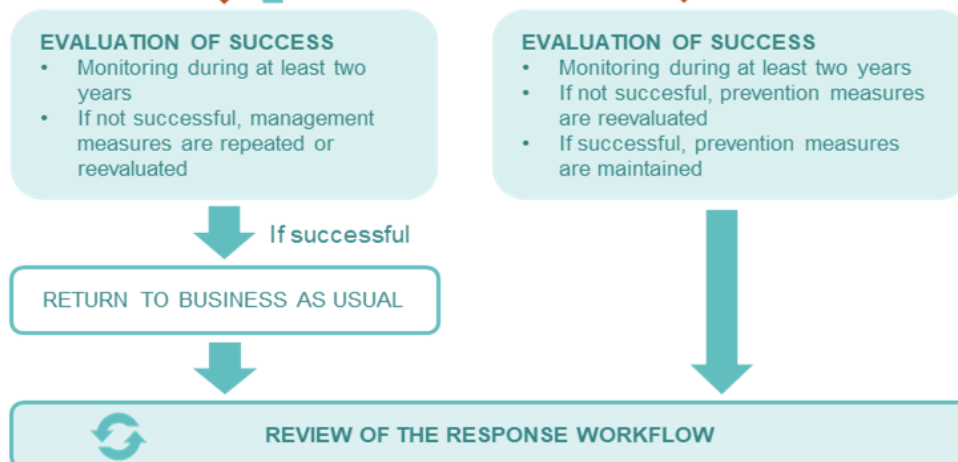 EVALUATION OF SUCCESS
• Monitoring during at least two
years
• If not successful, management
measures are repeated or
reevaluated
EVALUATION OF SUCCESS
• Monitoring during at least two years
• If not succesful, prevention measures
are reevaluated
• If successful, prevention measures
are maintained
If successful
RETURN TO BUSINESS AS USUAL
REVIEW OF THE RESPONSE WORKFLOW